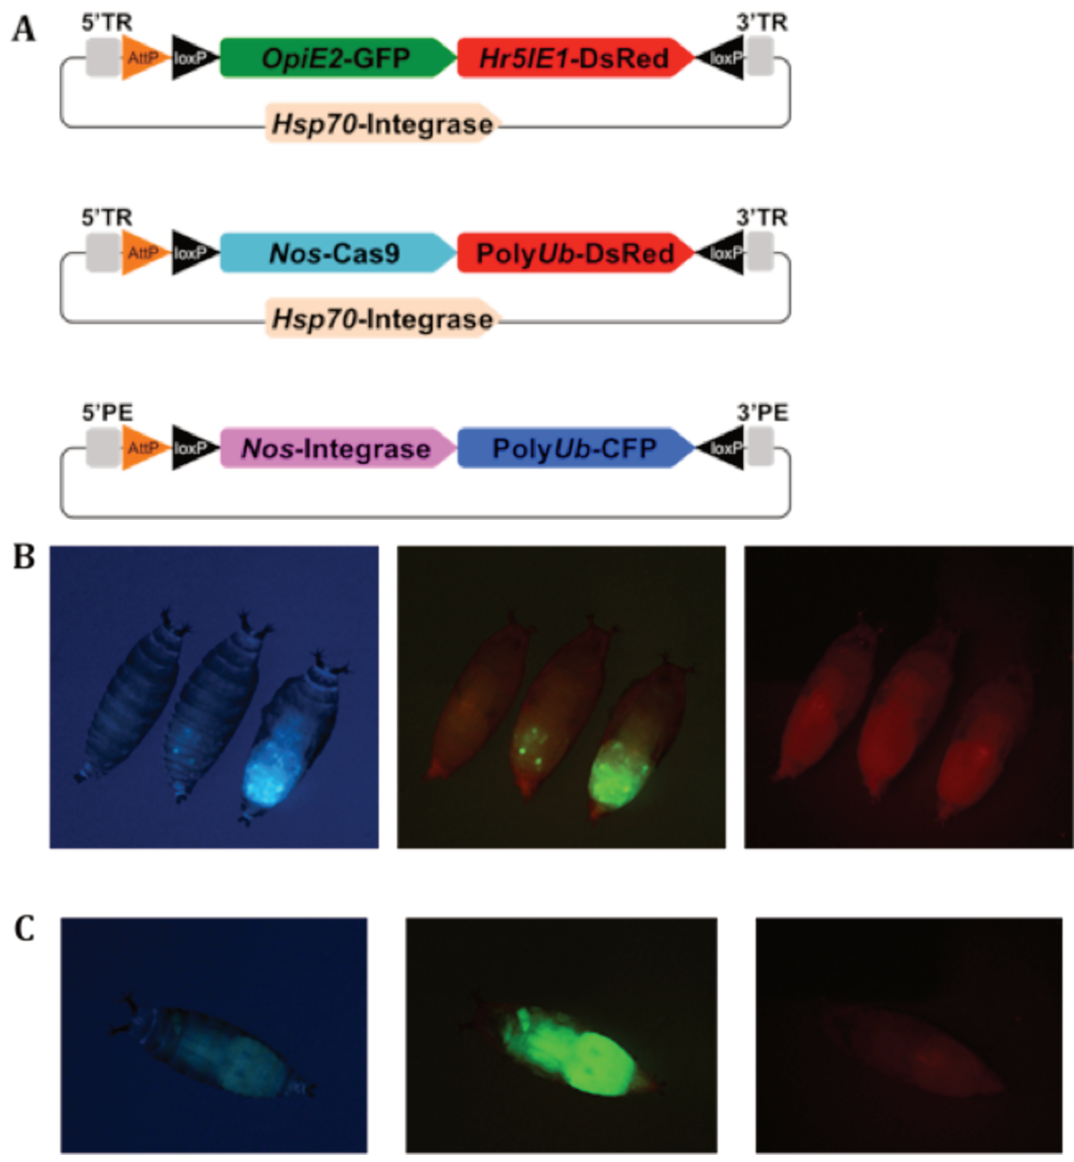 A
5'TR 3'TR
AttP loxP OpiE2-GFP Hr5IE1-DsRed loxP
Hsp70-Integrase
5'TR 3'TR
AttP loxP Nos-Cas9 PolyUb-DsRed loxP
Hsp70-Integrase
5'PE 3'PE
AttP loxP Nos-Integrase PolyUb-CFP loxP
B
C